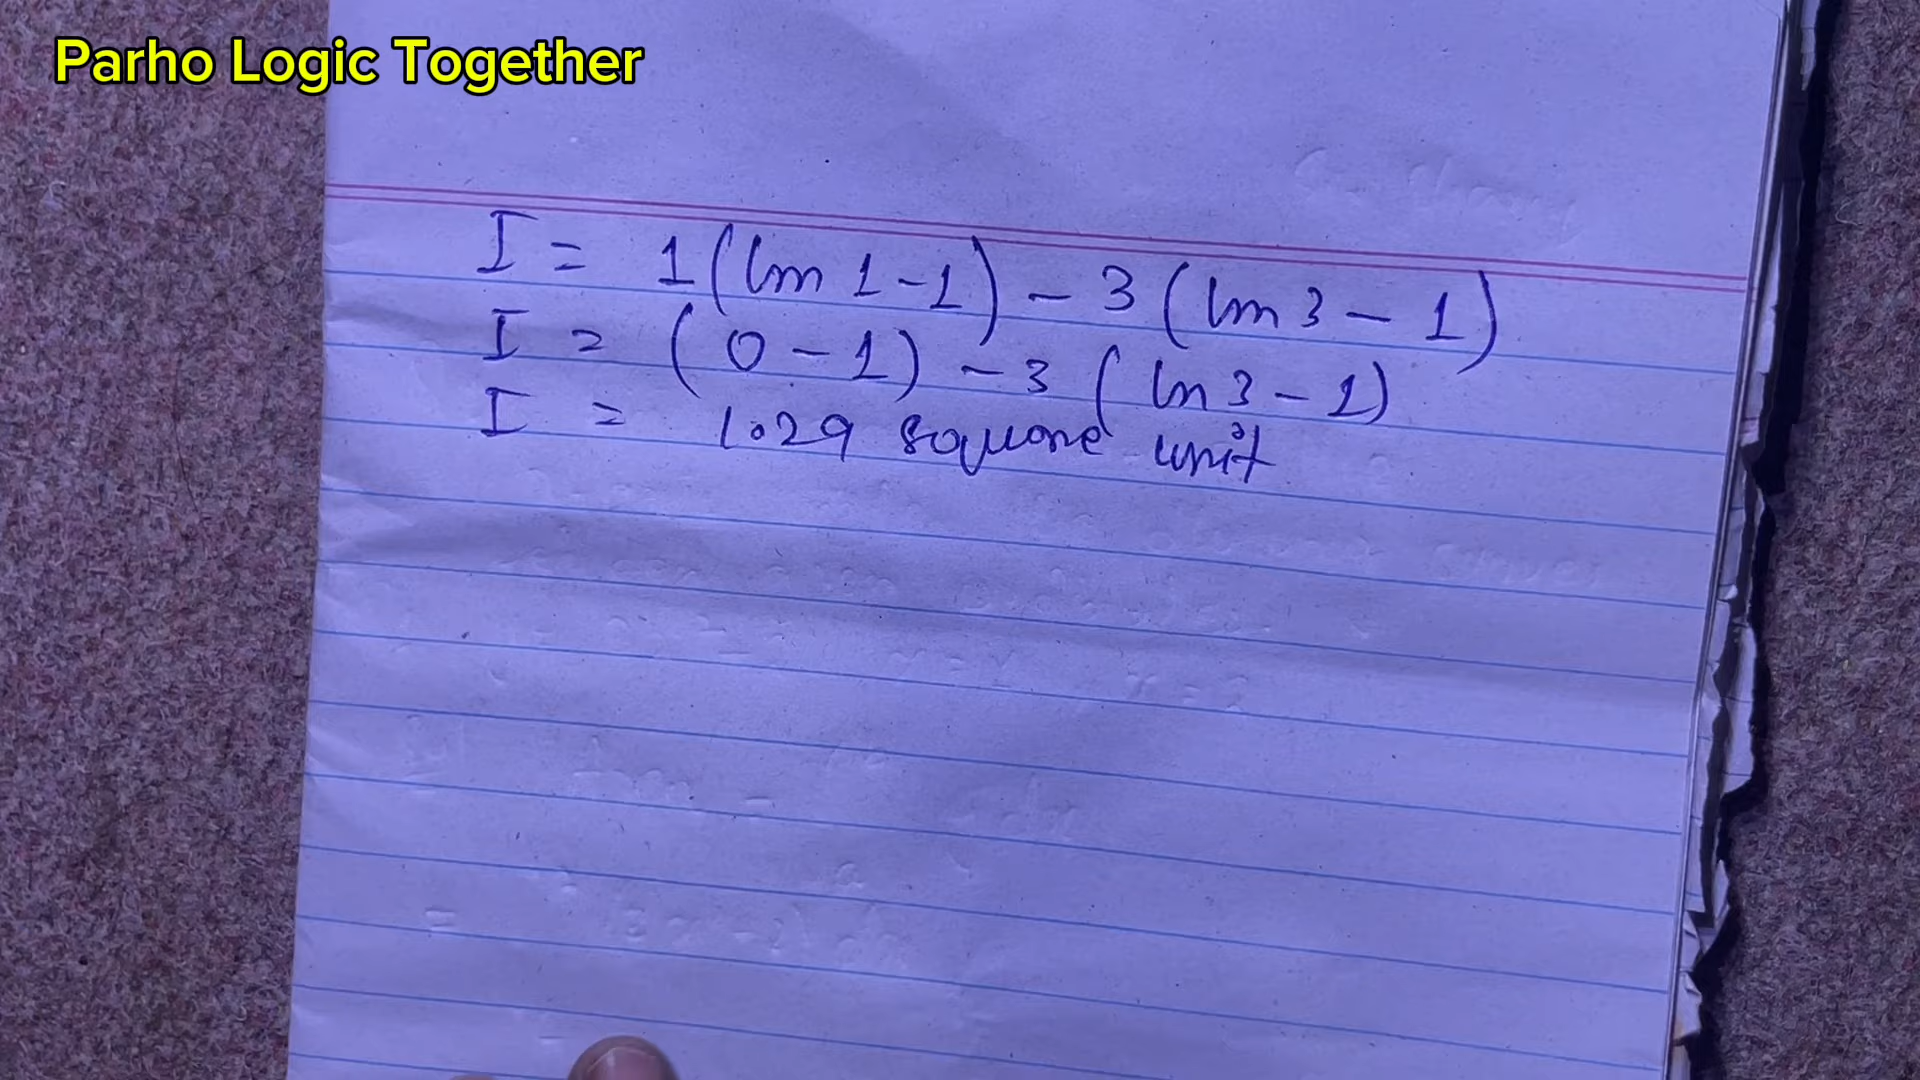 Parho Logic Together
I = 1(ln 1-1) - 3(ln 3 - 1)
I = (0-1) - 3(ln 3 - 1)
I = 1.29 square unit